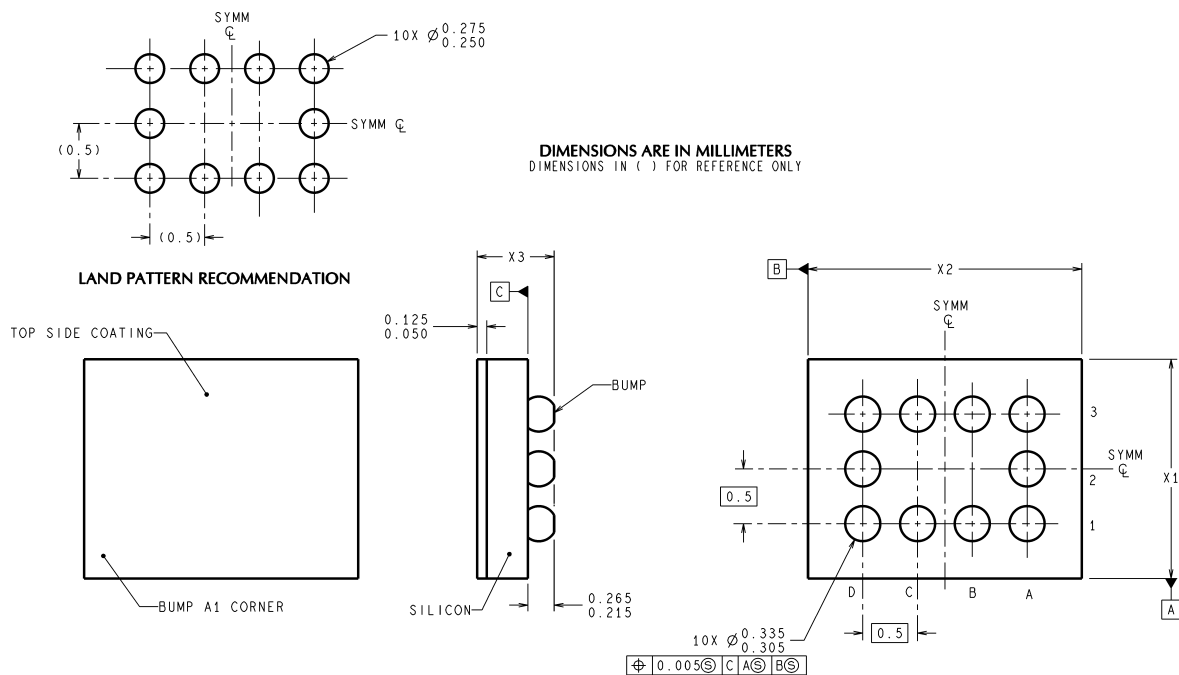 SYMM
℄
10X Ø 0.275
0.250
SYMM ℄
(0.5)
(0.5)
DIMENSIONS ARE IN MILLIMETERS
DIMENSIONS IN ( ) FOR REFERENCE ONLY
LAND PATTERN RECOMMENDATION
X3
C
B
X2
SYMM
℄
TOP SIDE COATING
0.125
0.050
BUMP
3
SYMM
℄
2
X1
0.5
1
BUMP A1 CORNER
SILICON
0.265
0.215
D C B A
A
0.5
10X Ø 0.335
0.305
⌖ 0.005Ⓢ C AⓈ BⓈ